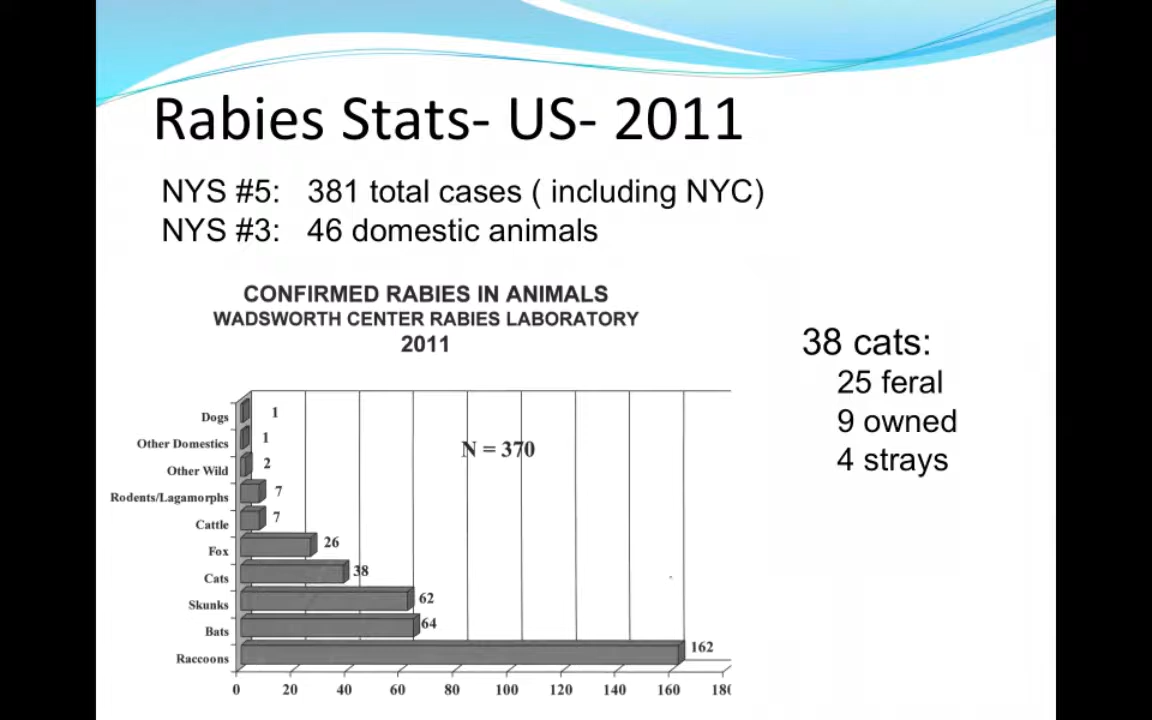 Rabies Stats- US- 2011
NYS #5: 381 total cases ( including NYC)
NYS #3: 46 domestic animals
CONFIRMED RABIES IN ANIMALS
WADSWORTH CENTER RABIES LABORATORY
2011
38 cats:
25 feral
9 owned
4 strays
N = 370
Dogs 1
Other Domestics 1
Other Wild 2
Rodents/Lagamorphs 7
Cattle 7
Fox 26
Cats 38
Skunks 62
Bats 64
Raccoons 162
0 20 40 60 80 100 120 140 160 180